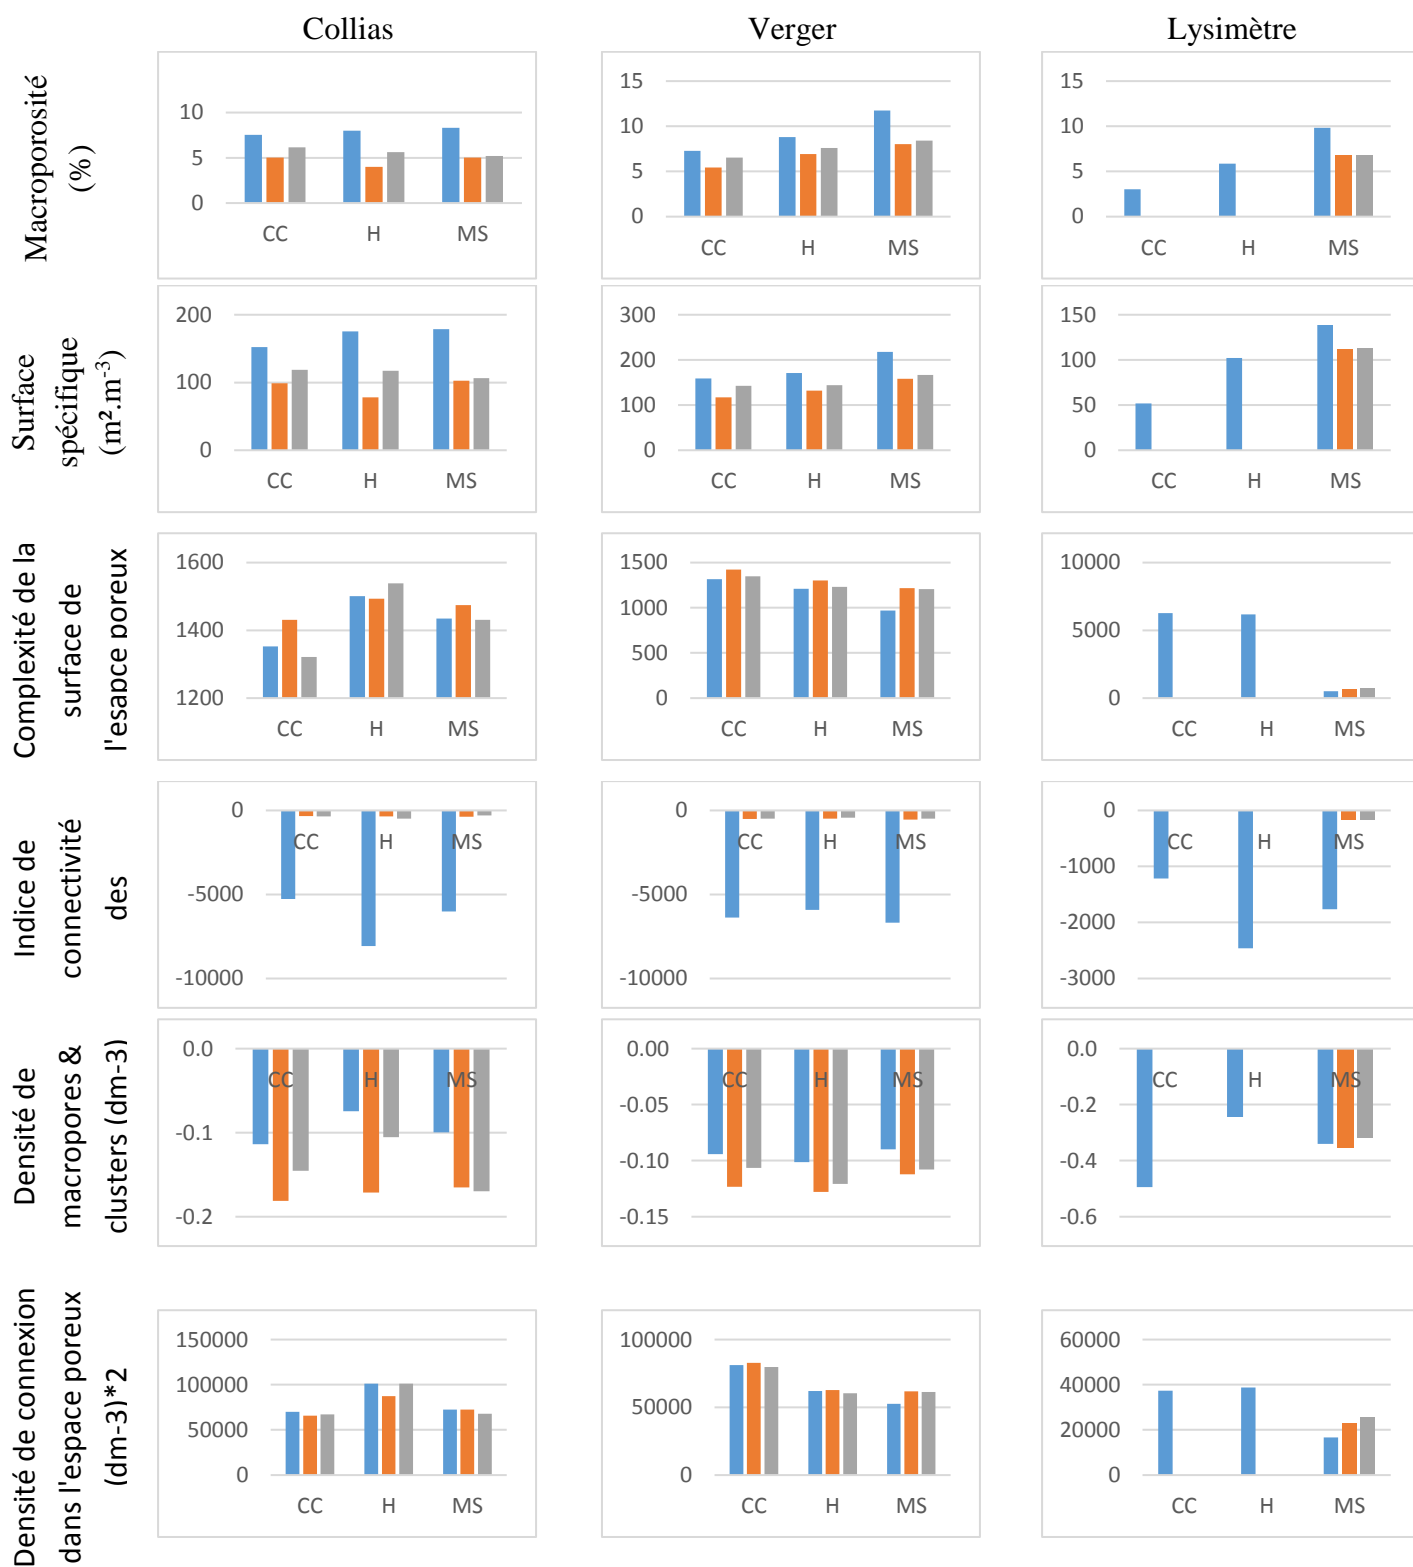 Collias
Verger
Lysimètre
Macroporosité
(%)
10
5
0
CC H MS
15
10
5
0
CC H MS
15
10
5
0
CC H MS
Surface
spécifique
(m².m-3)
200
100
0
CC H MS
300
200
100
0
CC H MS
150
100
50
0
CC H MS
Complexité de la
surface de
l'esapce poreux
1600
1400
1200
CC H MS
1500
1000
500
0
CC H MS
10000
5000
0
CC H MS
Indice de
connectivité
des
0
CC H MS
-5000
-10000
0
CC H MS
-5000
-10000
0
CC H MS
-1000
-2000
-3000
Densité de
macropores &
clusters (dm-3)
0.0
CC H MS
-0.1
-0.2
0.00
CC H MS
-0.05
-0.10
-0.15
0.0
CC H MS
-0.2
-0.4
-0.6
Densité de connexion
dans l'espace poreux
(dm-3)*2
150000
100000
50000
0
CC H MS
100000
50000
0
CC H MS
60000
40000
20000
0
CC H MS